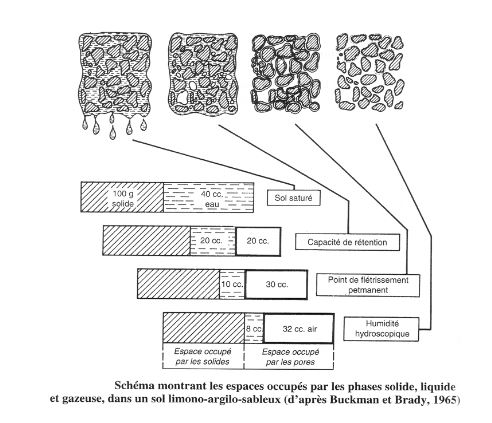 100 g
solide
40 cc.
eau
Sol saturé
20 cc.
20 cc.
Capacité de rétention
10 cc.
30 cc.
Point de flétrissement
petmanent
8 cc.
32 cc. air
Humidité
hydroscopique
Espace occupé
par les solides
Espace occupé
par les pores
Schéma montrant les espaces occupés par les phases solide, liquide
et gazeuse, dans un sol limono-argilo-sableux (d'après Buckman et Brady, 1965)